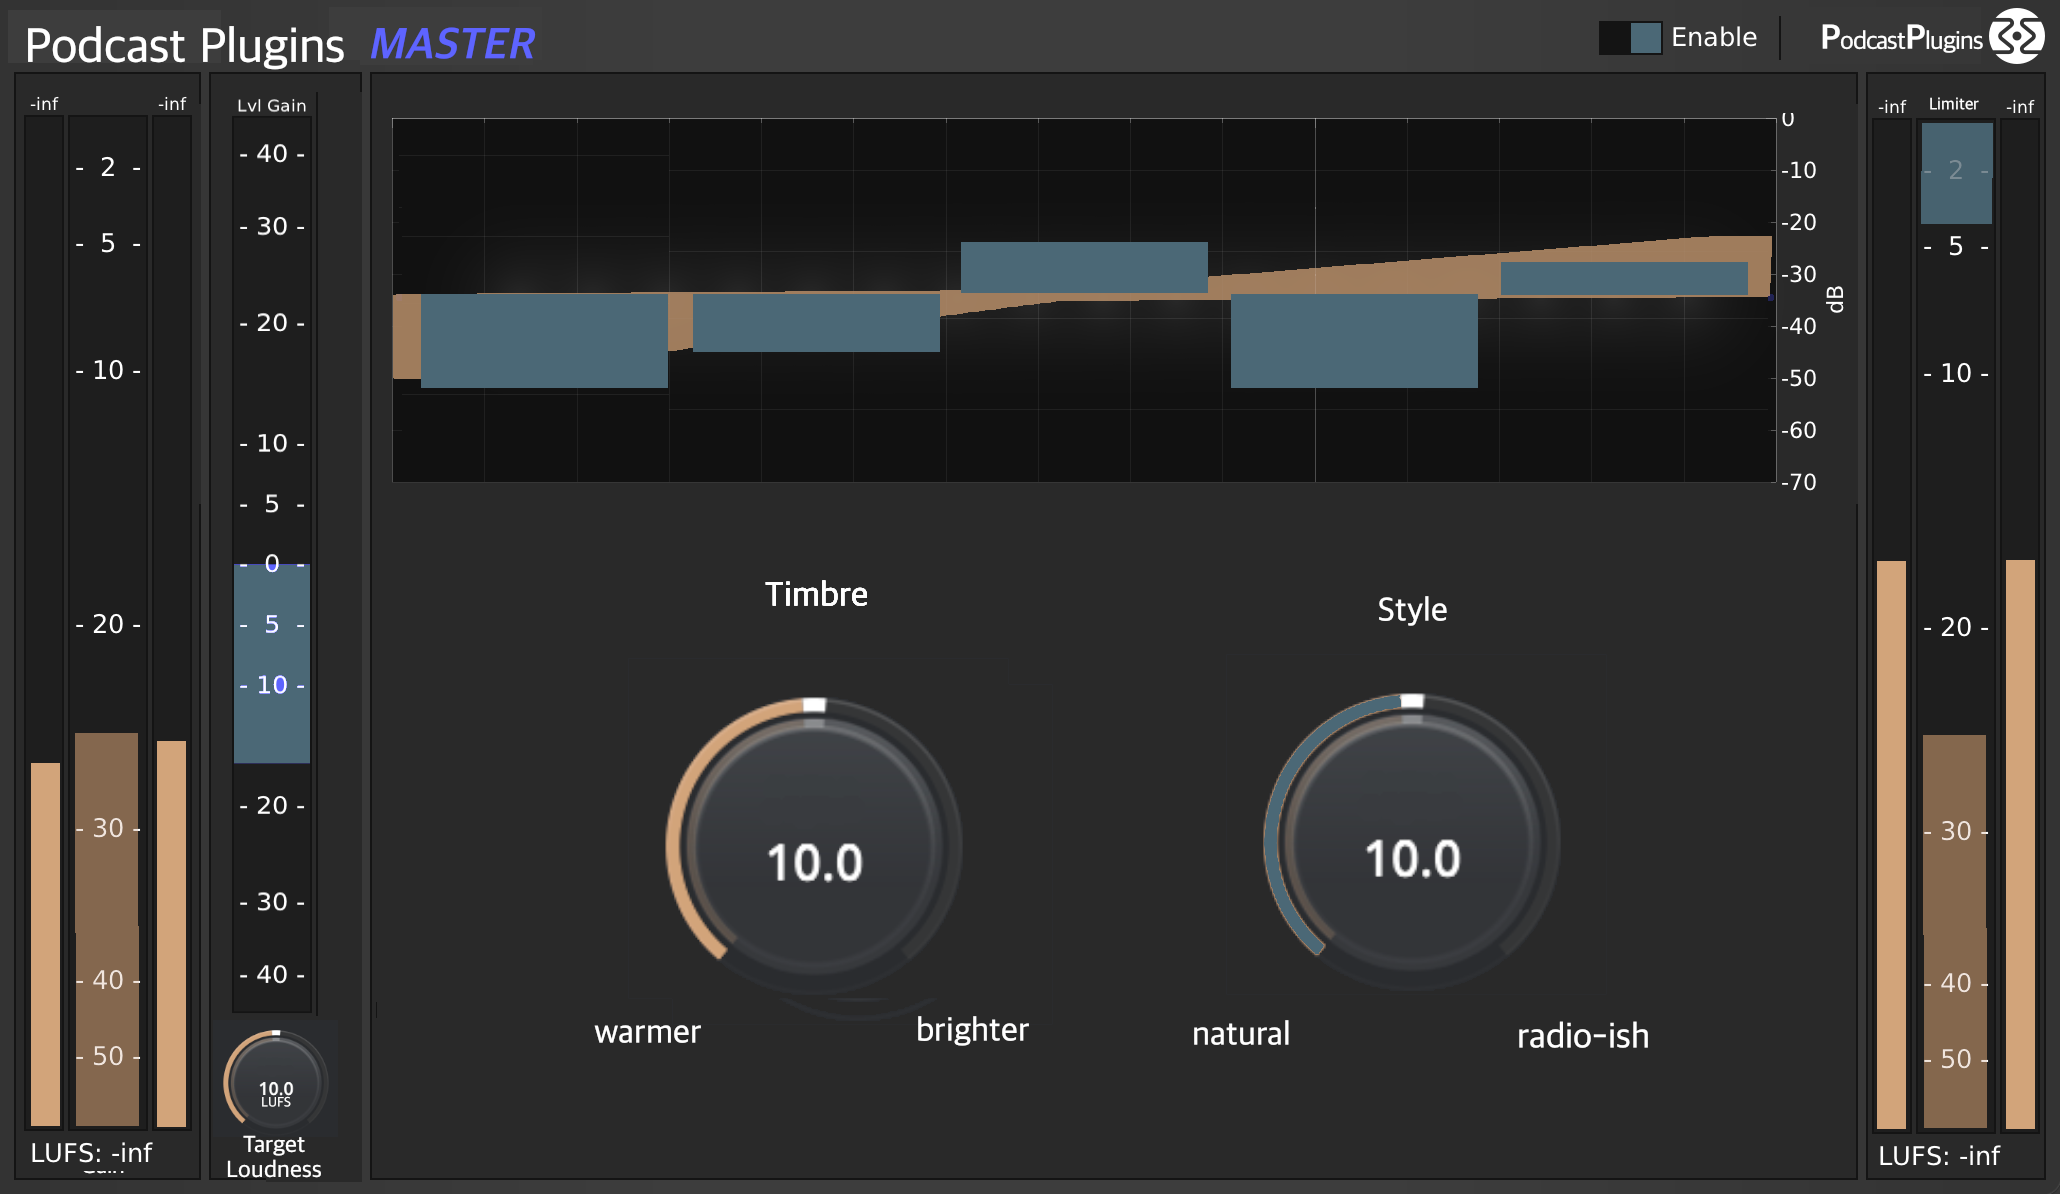 Podcast Plugins MASTER
Enable
PodcastPlugins
-inf
-inf
- 2 -
- 5 -
- 10 -
- 20 -
- 30 -
- 40 -
- 50 -
LUFS: -inf
Lvl Gain
- 40 -
- 30 -
- 20 -
- 10 -
- 5 -
- 0 -
- 5 -
- 10 -
- 20 -
- 30 -
- 40 -
10.0
LUFS
Target
Loudness
0
-10
-20
-30
-40
-50
-60
-70
dB
Timbre
10.0
warmer
brighter
Style
10.0
natural
radio-ish
-inf
Limiter
-inf
- 2 -
- 5 -
- 10 -
- 20 -
- 30 -
- 40 -
- 50 -
LUFS: -inf